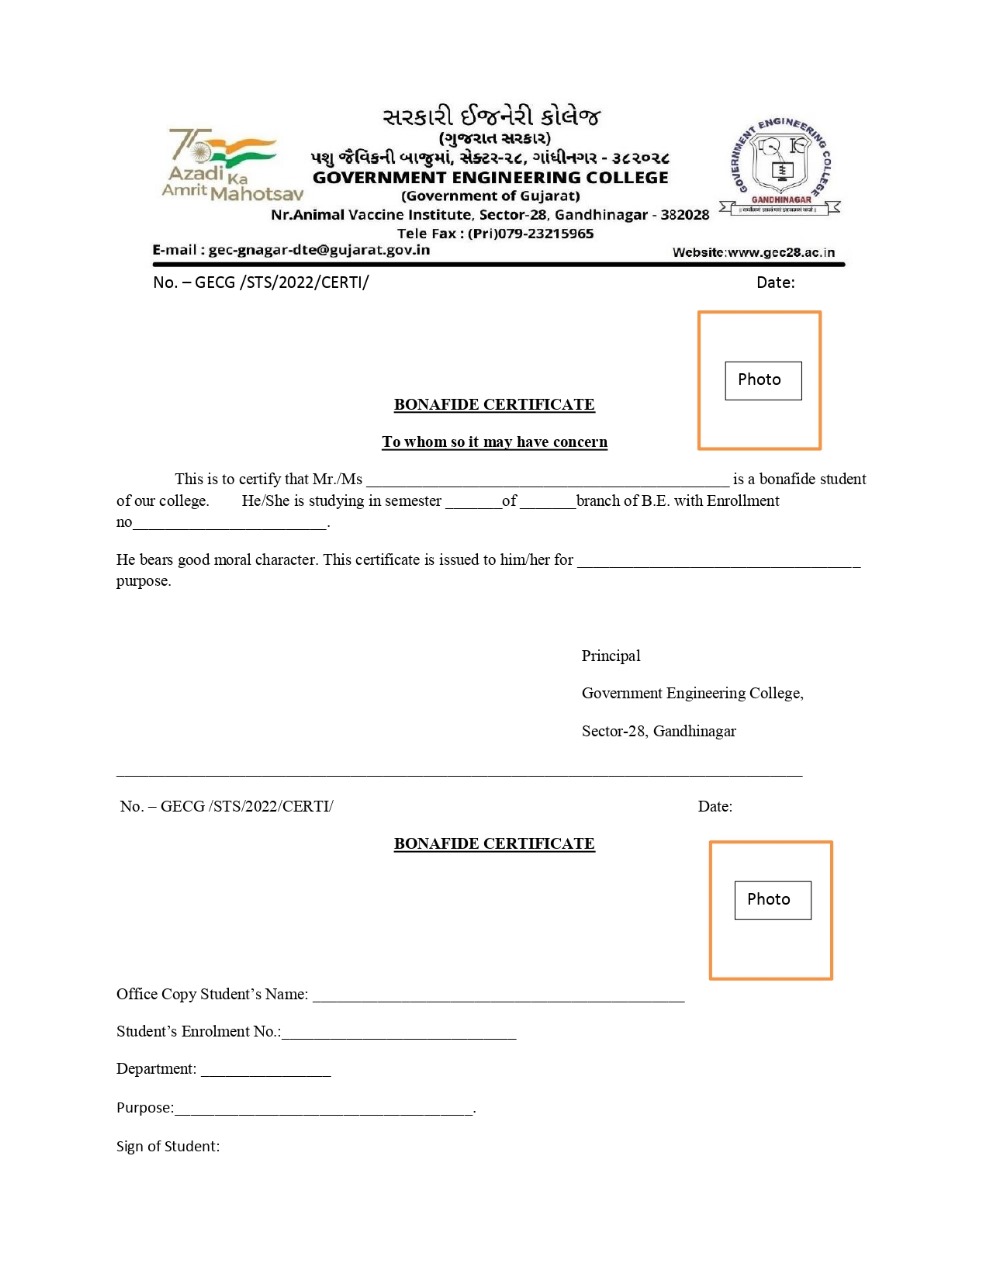 સરકારી ઈજનેરી કોલેજ
(ગુજરાત સરકાર)
પશુ જૈવિકની બાજુમાં, સેક્ટર-૨૮, ગાંધીનગર - ૩૮૨૦૨૮
GOVERNMENT ENGINEERING COLLEGE
(Government of Gujarat)
Nr.Animal Vaccine Institute, Sector-28, Gandhinagar - 382028
Tele Fax : (Pri)079-23215965
75
Azadi Ka
Amrit Mahotsav
GOVERNMENT ENGINEERING COLLEGE
GANDHINAGAR
E-mail : gec-gnagar-dte@gujarat.gov.in Website:www.gec28.ac.in
No. – GECG /STS/2022/CERTI/ Date:
Photo
BONAFIDE CERTIFICATE
To whom so it may have concern
This is to certify that Mr./Ms _____________________________________________ is a bonafide student
of our college. He/She is studying in semester _______of _______branch of B.E. with Enrollment
no________________________.
He bears good moral character. This certificate is issued to him/her for ___________________________________
purpose.
Principal
Government Engineering College,
Sector-28, Gandhinagar
No. – GECG /STS/2022/CERTI/ Date:
BONAFIDE CERTIFICATE
Photo
Office Copy Student’s Name: ______________________________________________
Student’s Enrolment No.:_____________________________
Department: ________________
Purpose:_____________________________________.
Sign of Student: